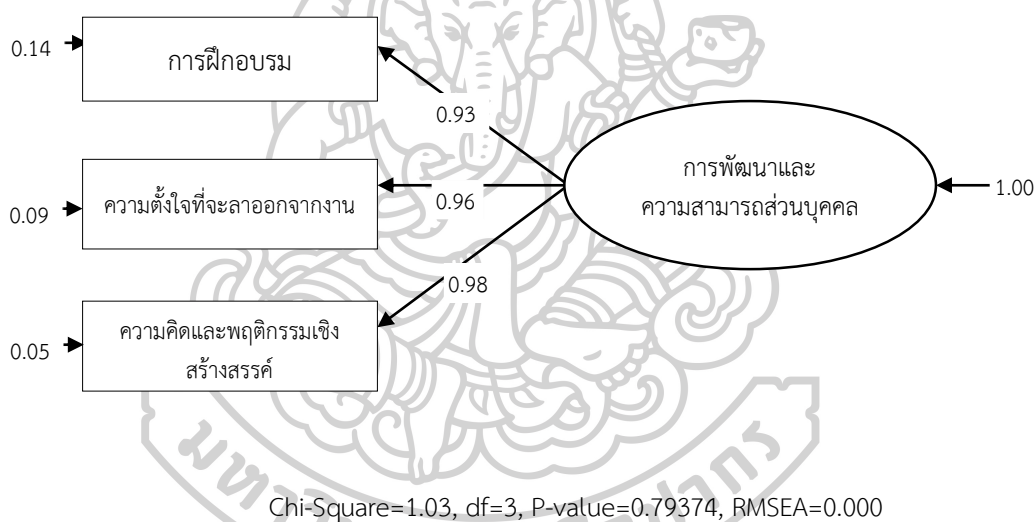 0.14
การฝึกอบรม
0.93
การพัฒนาและ
ความสามารถส่วนบุคคล
1.00
0.09
ความตั้งใจที่จะลาออกจากงาน
0.96
0.98
0.05
ความคิดและพฤติกรรมเชิง
สร้างสรรค์
Chi-Square=1.03, df=3, P-value=0.79374, RMSEA=0.000